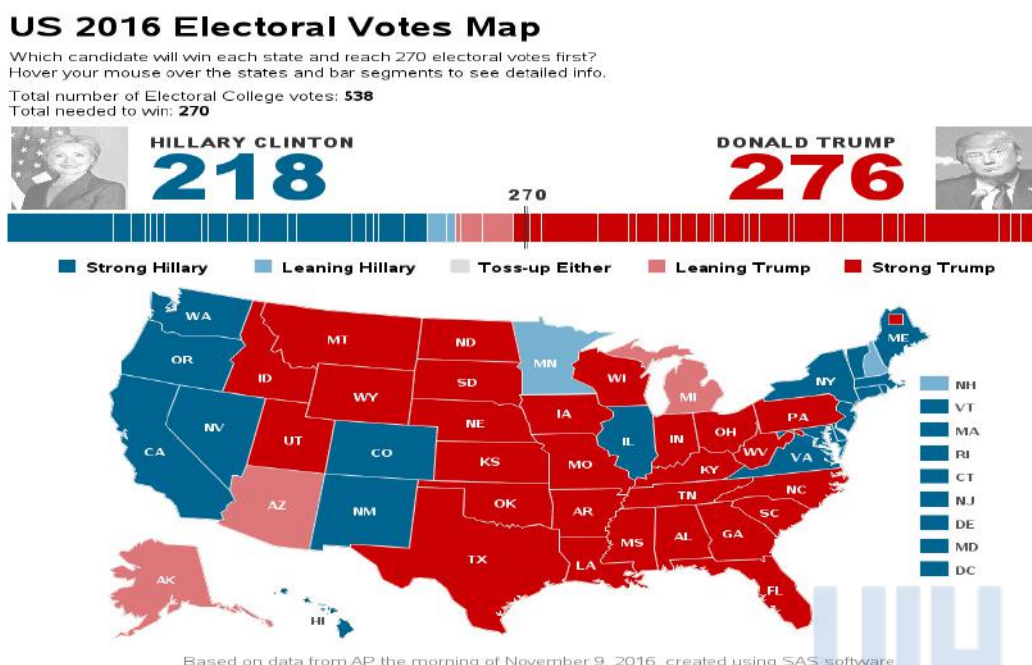 US 2016 Electoral Votes Map
Which candidate will win each state and reach 270 electoral votes first?
Hover your mouse over the states and bar segments to see detailed info.
Total number of Electoral College votes: 538
Total needed to win: 270
HILLARY CLINTON
218
DONALD TRUMP
276
270
Strong Hillary
Leaning Hillary
Toss-up Either
Leaning Trump
Strong Trump
WA
MT
ND
MN
ME
OR
ID
SD
WI
WY
MI
NY
NH
NE
IA
PA
VT
NV
UT
CO
IL
IN
OH
MA
CA
KS
MO
WV
VA
RI
KY
CT
AZ
NM
OK
AR
TN
NC
NJ
SC
DE
TX
MS
AL
GA
MD
LA
DC
AK
FL
HI
Based on data from AP the morning of November 9, 2016, created using SAS software